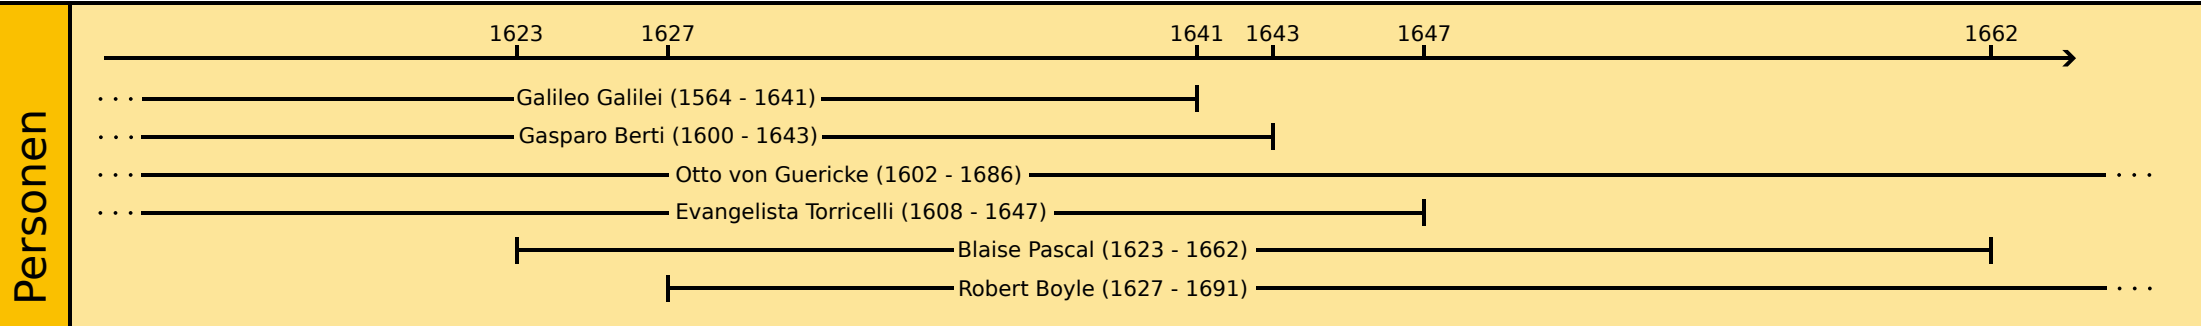 1623 1627 1641 1643 1647 1662
Galileo Galilei (1564 - 1641)
Gasparo Berti (1600 - 1643)
Otto von Guericke (1602 - 1686)
Evangelista Torricelli (1608 - 1647)
Blaise Pascal (1623 - 1662)
Robert Boyle (1627 - 1691)
Personen